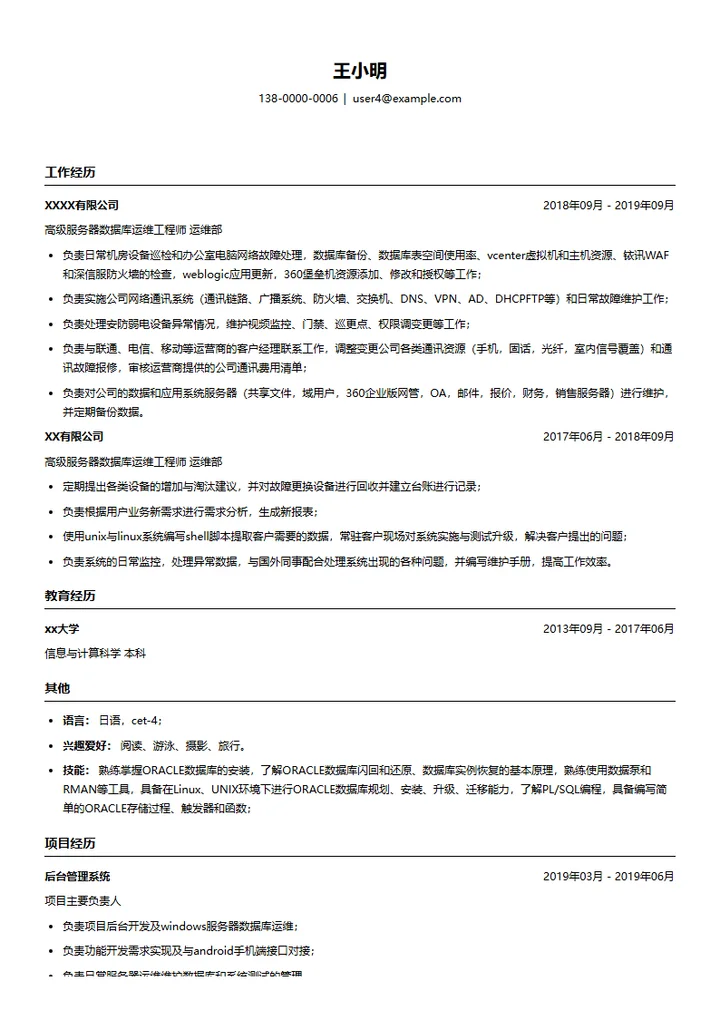 王小明
138-0000-0006 | user4@example.com
工作经历
XXXX有限公司 2018年09月 - 2019年09月
高级服务器数据库运维工程师 运维部
• 负责日常机房设备巡检和办公室电脑网络故障处理，数据库备份、数据库表空间使用率、vcenter虚拟机和主机资源、铱讯WAF
和深信服防火墙的检查，weblogic应用更新，360堡垒机资源添加、修改和授权等工作；
• 负责实施公司网络通讯系统（通讯链路、广播系统、防火墙、交换机、DNS、VPN、AD、DHCPFTP等）和日常故障维护工作；
• 负责处理安防弱电设备异常情况，维护视频监控、门禁、巡更点、权限调变更等工作；
• 负责与联通、电信、移动等运营商的客户经理联系工作，调整变更公司各类通讯资源（手机，固话，光纤，室内信号覆盖）和通
讯故障报修，审核运营商提供的公司通讯费用清单；
• 负责对公司的数据和应用系统服务器（共享文件，域用户，360企业版网管，OA，邮件，报价，财务，销售服务器）进行维护，
并定期备份数据。
XX有限公司 2017年06月 - 2018年09月
高级服务器数据库运维工程师 运维部
• 定期提出各类设备的增加与淘汰建议，并对故障更换设备进行回收并建立台账进行记录；
• 负责根据用户业务新需求进行需求分析，生成新报表；
• 使用unix与linux系统编写shell脚本提取客户需要的数据，常驻客户现场对系统实施与测试升级，解决客户提出的问题；
• 负责系统的日常监控，处理异常数据，与国外同事配合处理系统出现的各种问题，并编写维护手册，提高工作效率。
教育经历
xx大学 2013年09月 - 2017年06月
信息与计算科学 本科
其他
• 语言： 日语，cet-4；
• 兴趣爱好： 阅读、游泳、摄影、旅行。
• 技能： 熟练掌握ORACLE数据库的安装，了解ORACLE数据库闪回和还原、数据库实例恢复的基本原理，熟练使用数据泵和
RMAN等工具，具备在Linux、UNIX环境下进行ORACLE数据库规划、安装、升级、迁移能力，了解PL/SQL编程，具备编写简
单的ORACLE存储过程、触发器和函数；
项目经历
后台管理系统 2019年03月 - 2019年06月
项目主要负责人
• 负责项目后台开发及windows服务器数据库运维；
• 负责功能开发需求实现及与android手机端接口对接；
• 负责日常服务器运维维护数据库和系统测试的管理